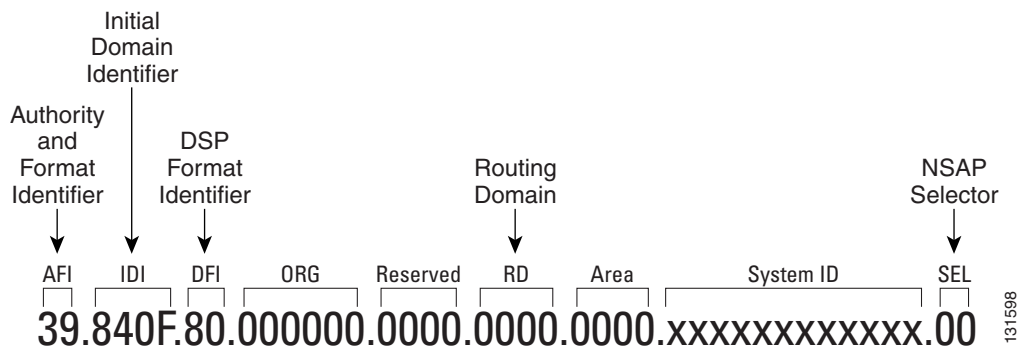 Initial
Domain
Identifier
Authority
and
Format
Identifier
DSP
Format
Identifier
Routing
Domain
NSAP
Selector
AFI IDI DFI ORG Reserved RD Area System ID SEL
39.840F.80.000000.0000.0000.0000.xxxxxxxxxxxx.00
131598